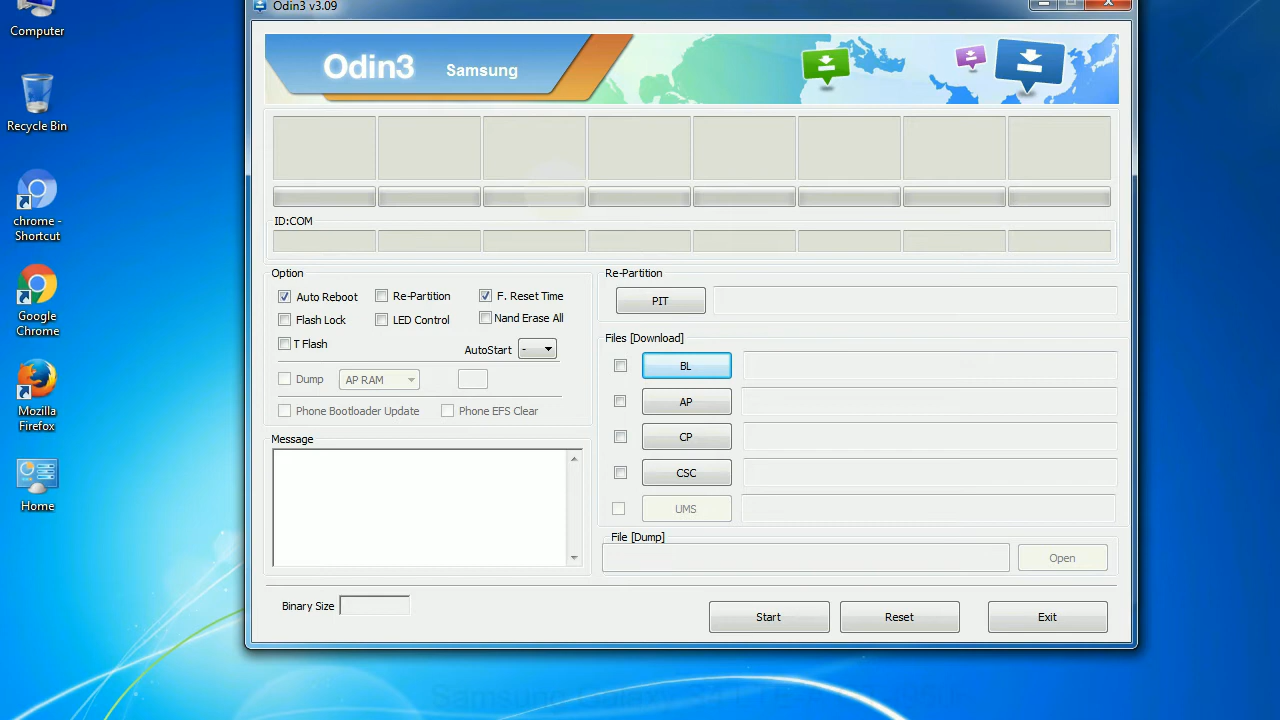 Odin3 v3.09
Computer
Recycle Bin
chrome -
Shortcut
Google
Chrome
Mozilla
Firefox
Home
Odin3 Samsung
ID:COM
Option
Auto Reboot Re-Partition F. Reset Time
Flash Lock LED Control Nand Erase All
T Flash AutoStart -
Dump AP RAM
Phone Bootloader Update Phone EFS Clear
Message
Re-Partition
PIT
Files [Download]
BL
AP
CP
CSC
UMS
File [Dump]
Open
Binary Size
Start Reset Exit
Samsung Galaxy